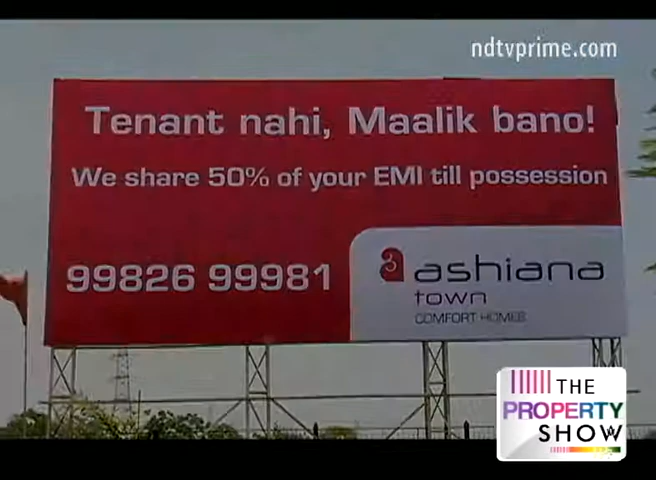 ndtvprime.com
Tenant nahi, Maalik bano!
We share 50% of your EMI till possession
99826 99981
ashiana
town
COMFORT HOMES
THE
PROPERTY
SHOW